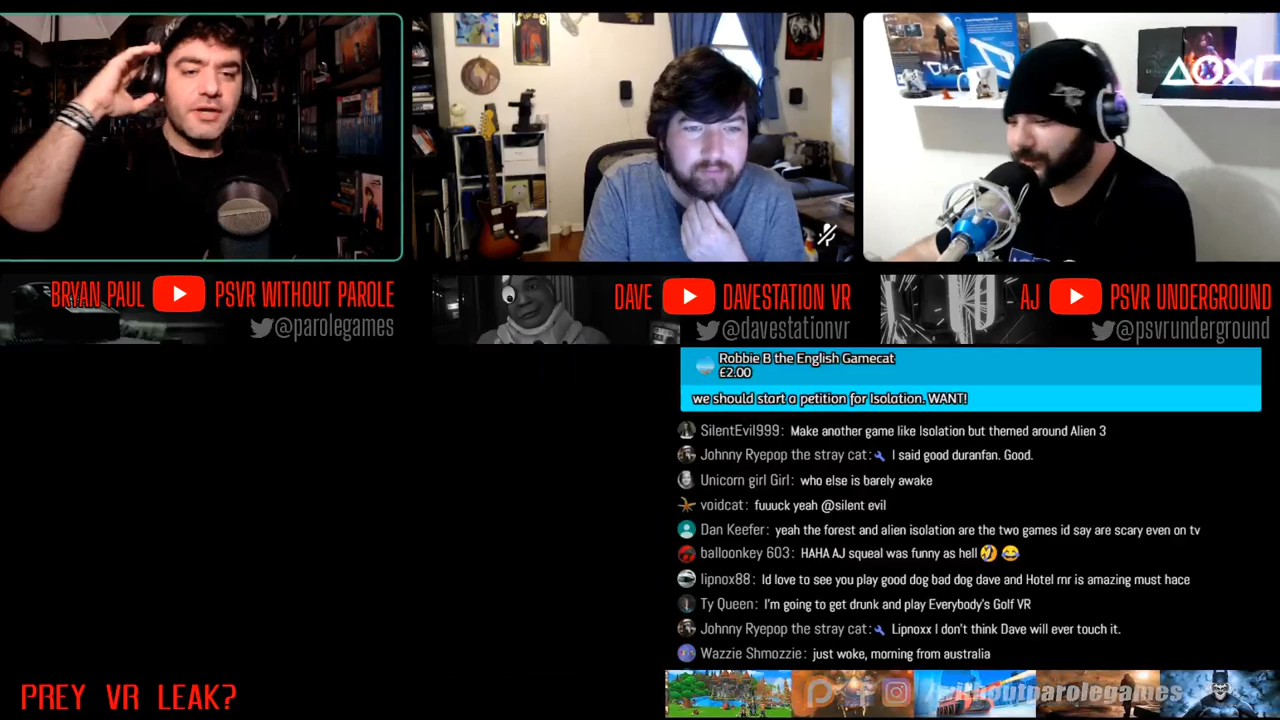 BRYAN PAUL PSVR WITHOUT PAROLE
@parolegames
DAVE DAVESTATION VR
@davestationvr
AJ PSVR UNDERGROUND
@psvrunderground
Robbie B the English Gamecat
£2.00
we should start a petition for Isolation. WANT!
SilentEvil999: Make another game like Isolation but themed around Alien 3
Johnny Ryepop the stray cat: I said good duranfan. Good.
Unicorn girl Girl: who else is barely awake
voidcat: fuuuck yeah @silent evil
Dan Keefer: yeah the forest and alien isolation are the two games id say are scary even on tv
balloonkey 603: HAHA AJ squeal was funny as hell 🤣 😂
lipnox88: Id love to see you play good dog bad dog dave and Hotel rnr is amazing must hace
Ty Queen: I'm going to get drunk and play Everybody's Golf VR
Johnny Ryepop the stray cat: Lipnoxx I don't think Dave will ever touch it.
Wazzie Shmozzie: just woke, morning from australia
PREY VR LEAK?
/withoutparolegames